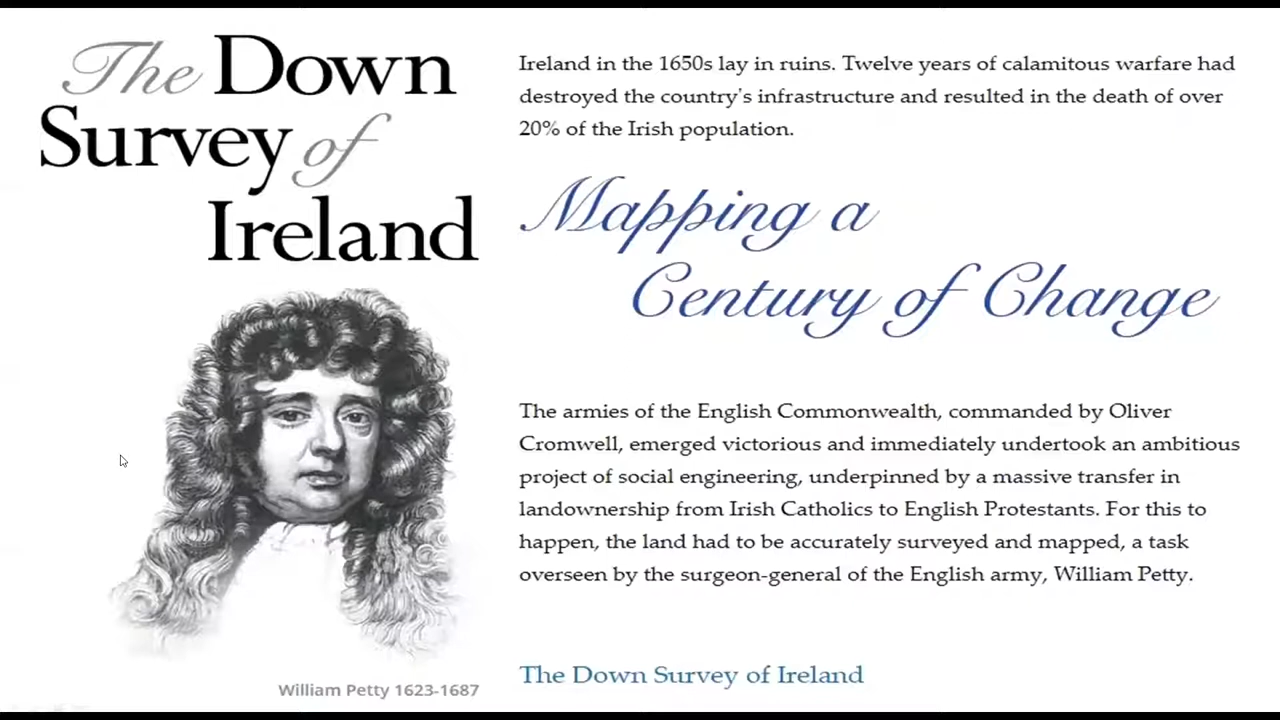 The Down
Survey of
Ireland
William Petty 1623-1687
Ireland in the 1650s lay in ruins. Twelve years of calamitous warfare had
destroyed the country's infrastructure and resulted in the death of over
20% of the Irish population.
Mapping a
Century of Change
The armies of the English Commonwealth, commanded by Oliver
Cromwell, emerged victorious and immediately undertook an ambitious
project of social engineering, underpinned by a massive transfer in
landownership from Irish Catholics to English Protestants. For this to
happen, the land had to be accurately surveyed and mapped, a task
overseen by the surgeon-general of the English army, William Petty.
The Down Survey of Ireland